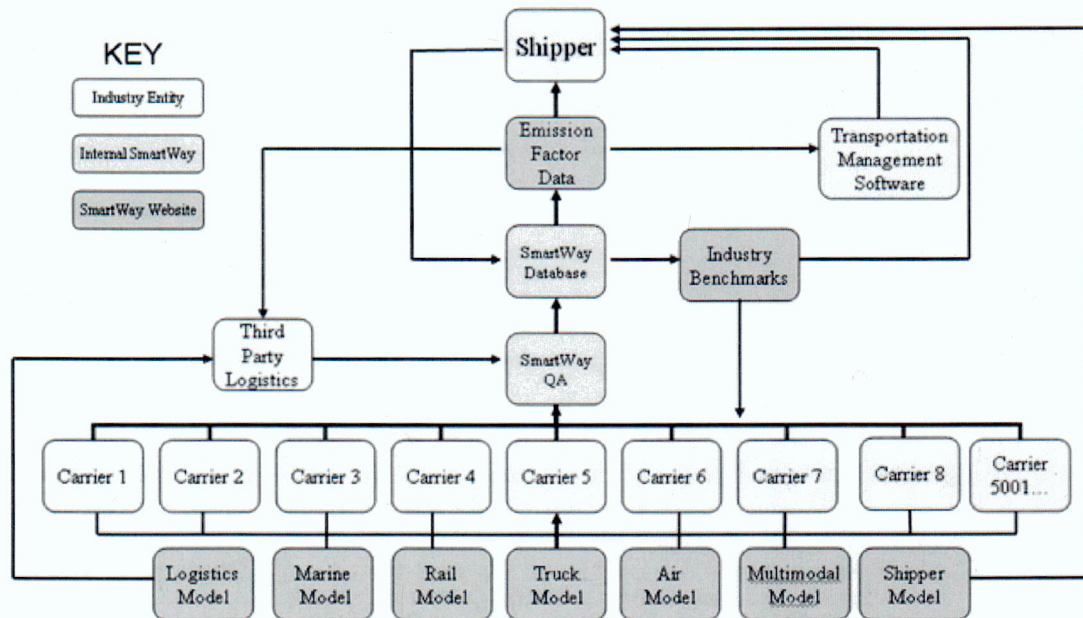 KEY
Industry Entity
Internal SmartWay
SmartWay Website
Shipper
Emission
Factor
Data
Transportation
Management
Software
SmartWay
Database
Industry
Benchmarks
Third
Party
Logistics
SmartWay
QA
Carrier 1
Carrier 2
Carrier 3
Carrier 4
Carrier 5
Carrier 6
Carrier 7
Carrier 8
Carrier
5001...
Logistics
Model
Marine
Model
Rail
Model
Truck
Model
Air
Model
Multimodal
Model
Shipper
Model